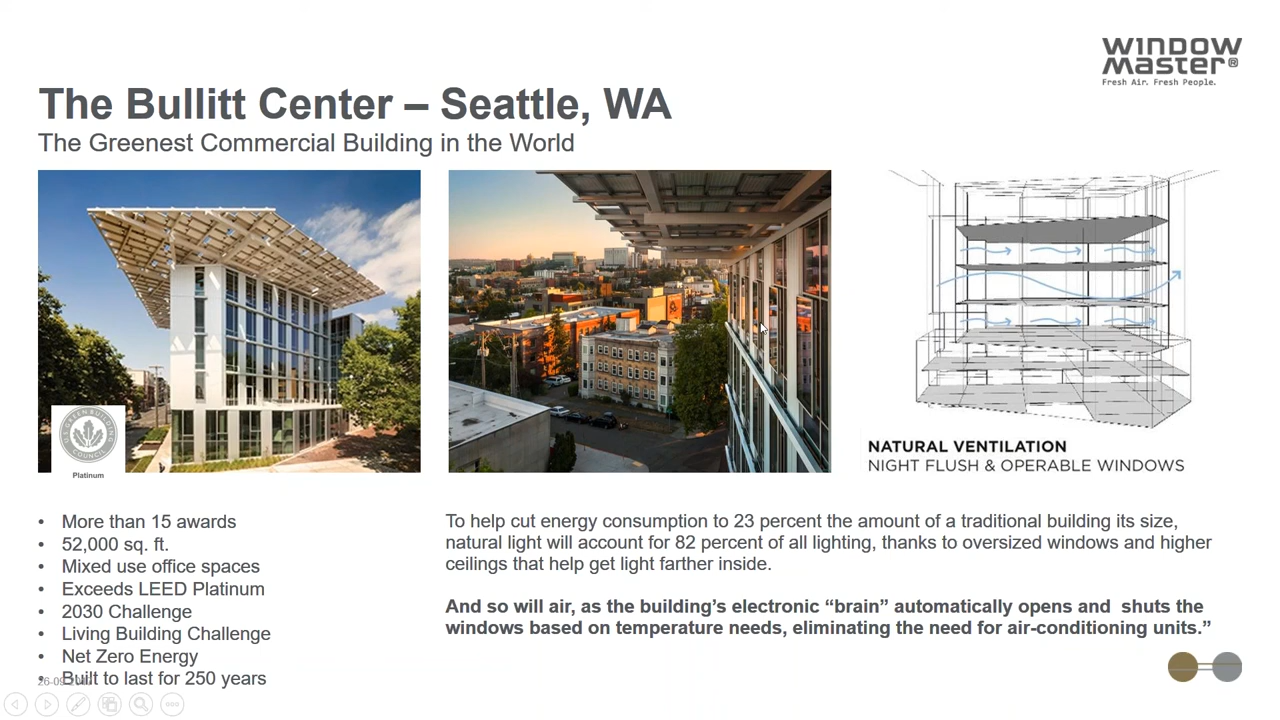 WINDOW
Master®
Fresh Air. Fresh People.
The Bullitt Center – Seattle, WA
The Greenest Commercial Building in the World
U.S. GREEN BUILDING COUNCIL
Platinum
NATURAL VENTILATION
NIGHT FLUSH & OPERABLE WINDOWS
• More than 15 awards
• 52,000 sq. ft.
• Mixed use office spaces
• Exceeds LEED Platinum
• 2030 Challenge
• Living Building Challenge
• Net Zero Energy
• Built to last for 250 years
To help cut energy consumption to 23 percent the amount of a traditional building its size,
natural light will account for 82 percent of all lighting, thanks to oversized windows and higher
ceilings that help get light farther inside.
And so will air, as the building’s electronic “brain” automatically opens and  shuts the
windows based on temperature needs, eliminating the need for air-conditioning units.”